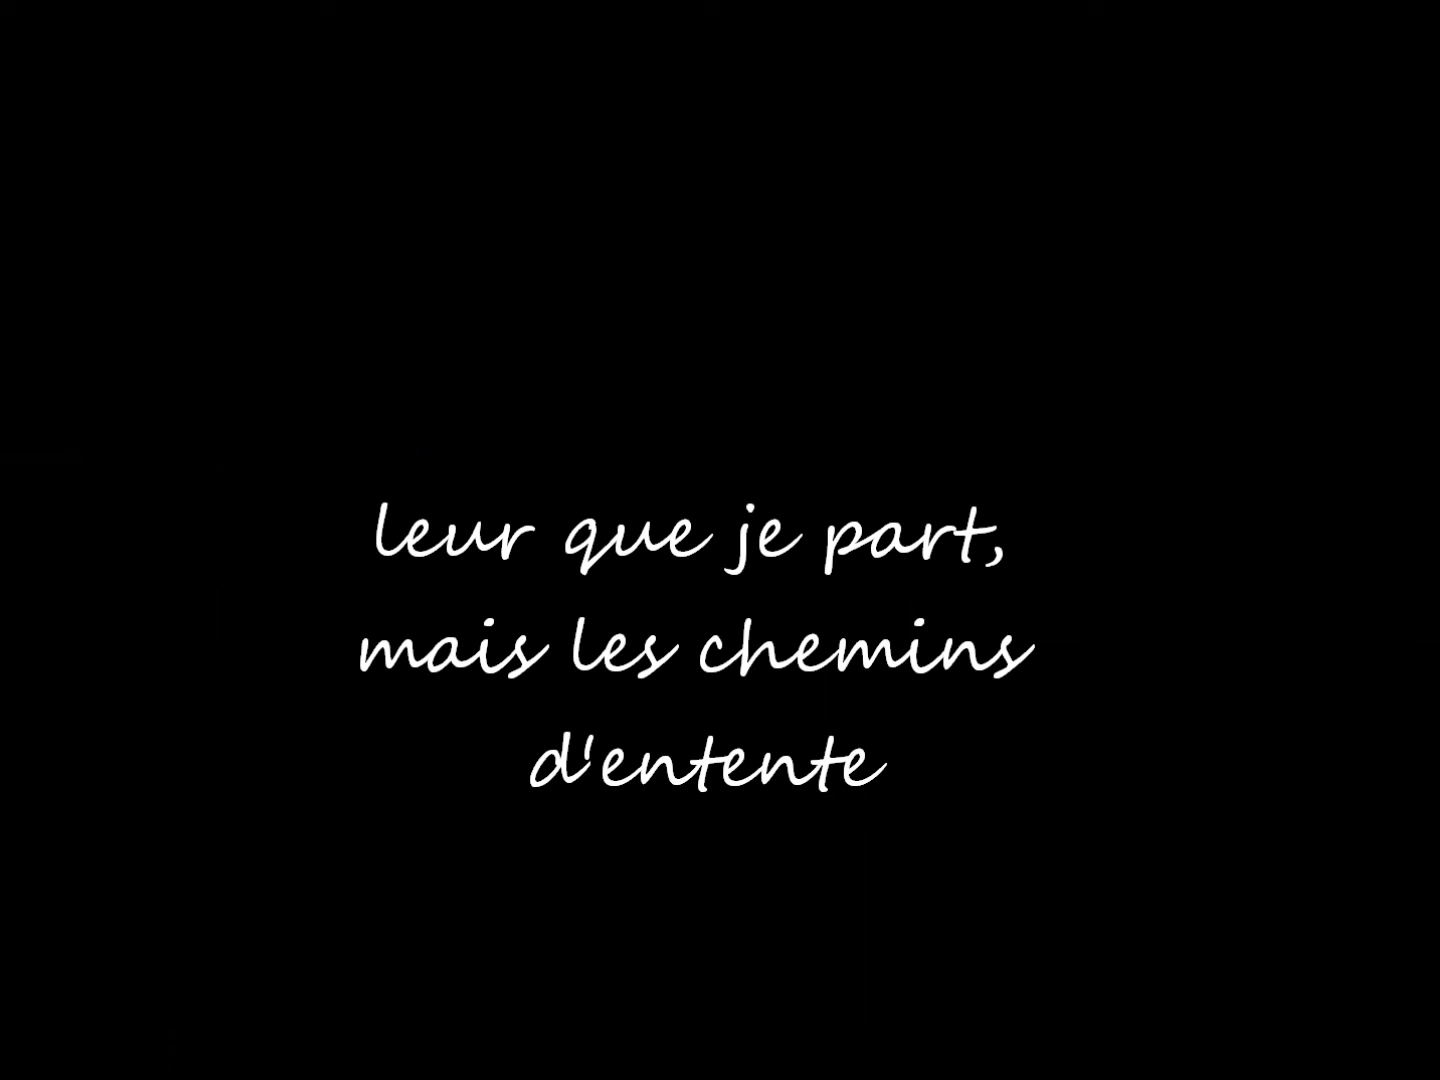 leur que je part,
mais les chemins
d'entente